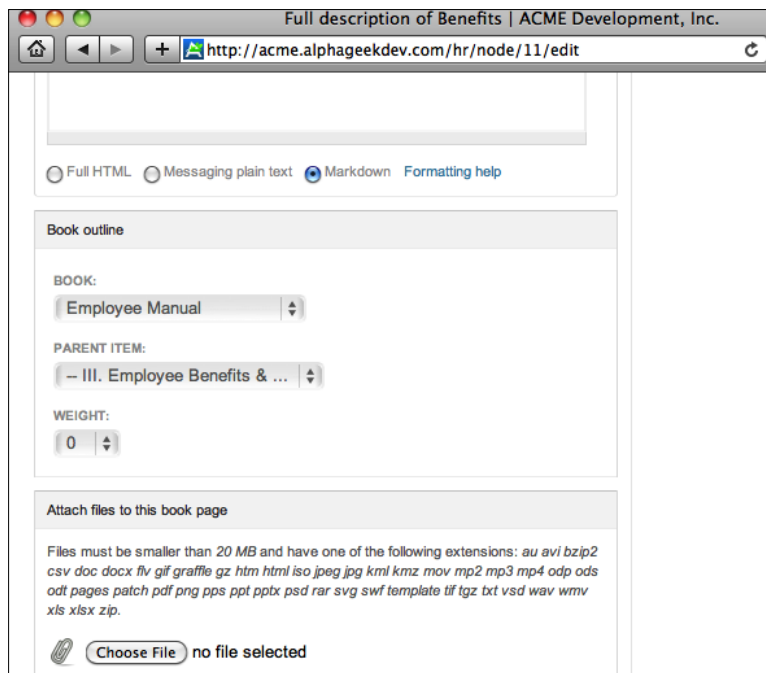 Full description of Benefits | ACME Development, Inc.
http://acme.alphageekdev.com/hr/node/11/edit
Full HTML Messaging plain text Markdown Formatting help
Book outline
BOOK:
Employee Manual
PARENT ITEM:
-- III. Employee Benefits & ...
WEIGHT:
0
Attach files to this book page
Files must be smaller than 20 MB and have one of the following extensions: au avi bzip2
csv doc docx flv gif graffle gz htm html iso jpeg jpg kml kmz mov mp2 mp3 mp4 odp ods
odt pages patch pdf png pps ppt pptx psd rar svg swf template tif tgz txt vsd wav wmv
xls xlsx zip.
Choose File no file selected